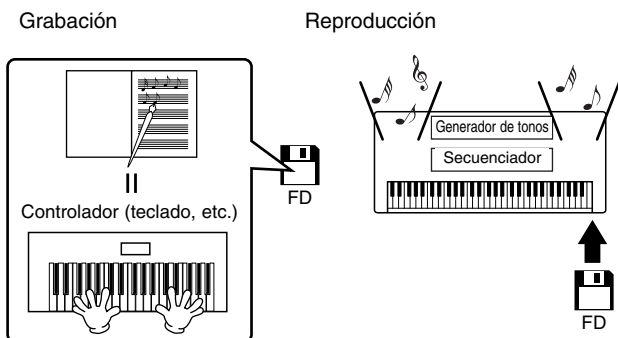 Grabación
Reproducción
Generador de tonos
Secuenciador
FD
Controlador (teclado, etc.)
FD